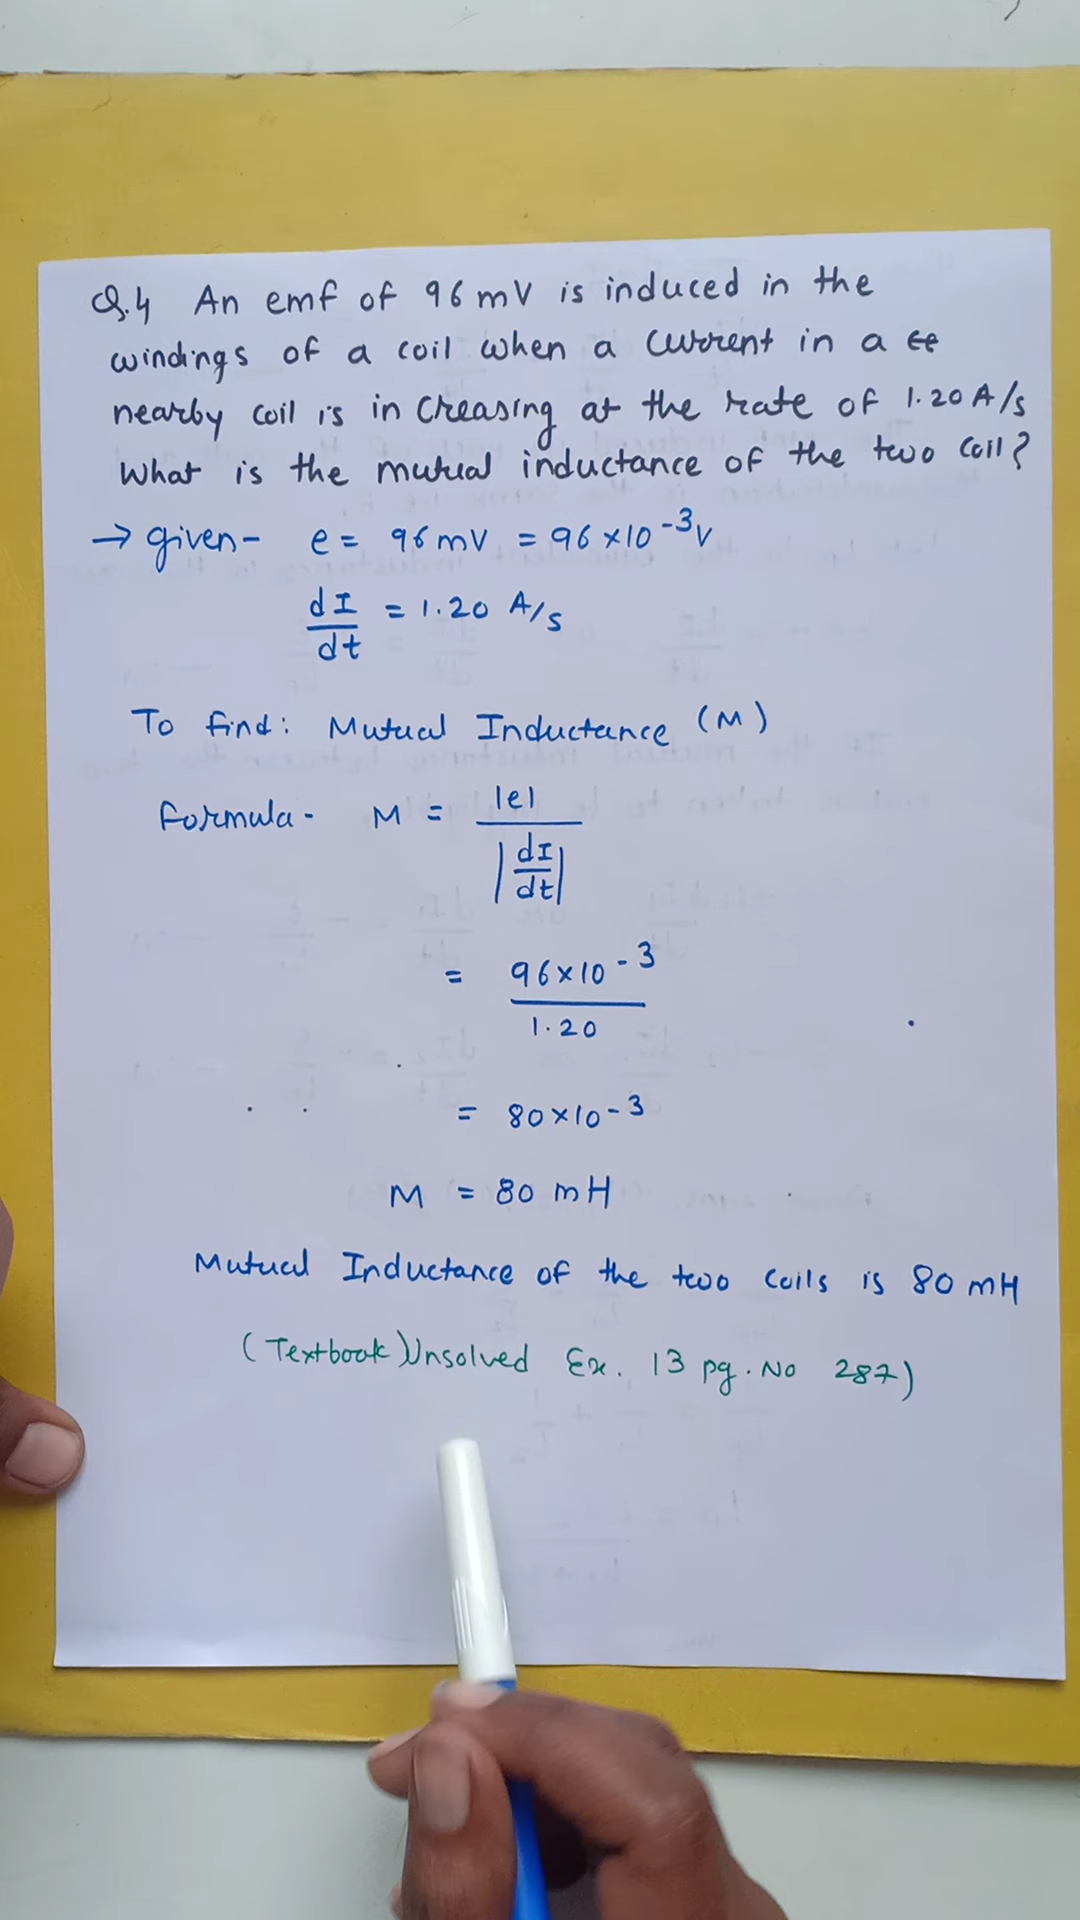 Q.4 An emf of 96 mV is induced in the
windings of a coil when a current in a ce
nearby coil is in creasing at the rate of 1.20 A/s
What is the mutual inductance of the two coil?
→ given- e = 96 mV = 96 × 10 -3 V
dI
dt
= 1.20 A/s
To find: Mutual Inductance (M)
formula- M = |e|
|dI
dt|
= 96×10 -3
1.20
= 80×10 -3
M = 80 mH
Mutual Inductance of the two coils is 80 mH
(Textbook) Unsolved Ex. 13 pg. No 287)